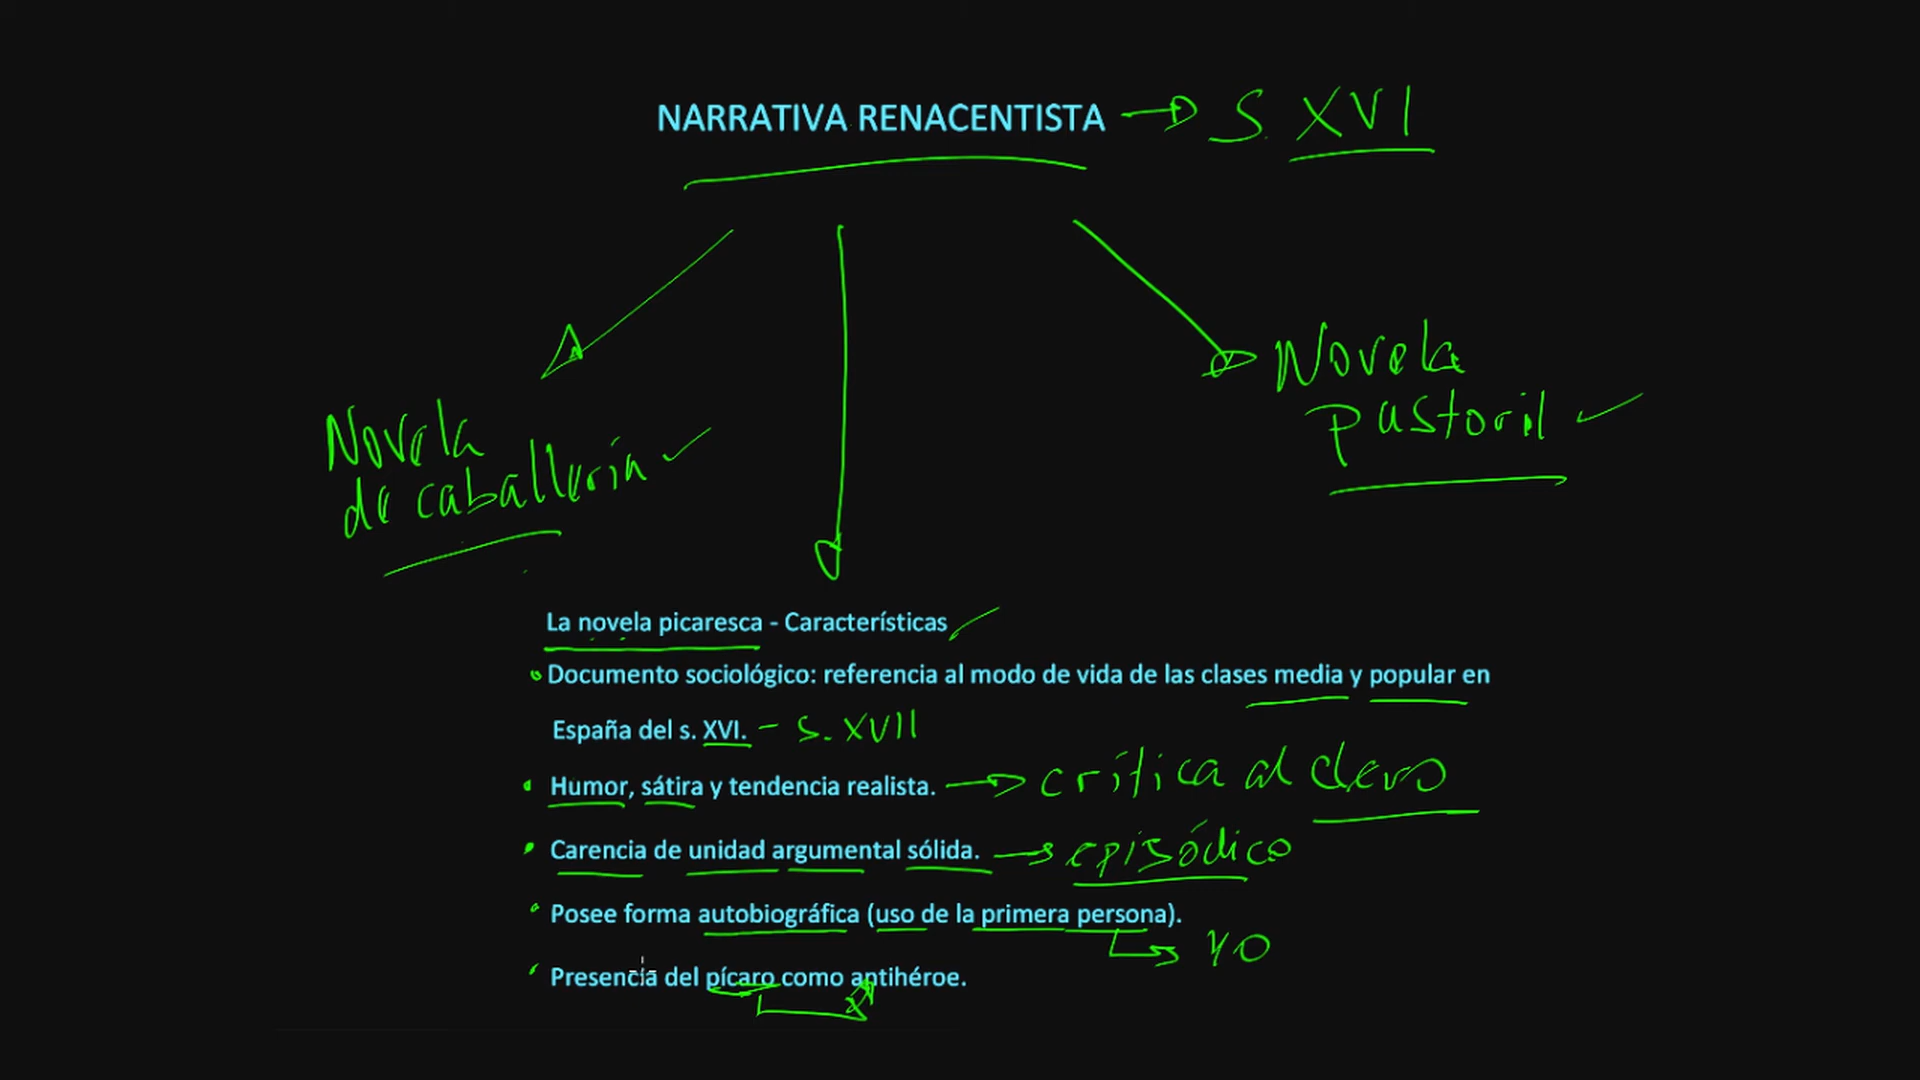 NARRATIVA RENACENTISTA → S. XVI
Novela
de caballería
Novela
pastoril
La novela picaresca - Características
Documento sociológico: referencia al modo de vida de las clases media y popular en
España del s. XVI. - S. XVII
Humor, sátira y tendencia realista. → crítica al clero
Carencia de unidad argumental sólida. → episódico
Posee forma autobiográfica (uso de la primera persona).
YO
Presencia del pícaro como antihéroe.